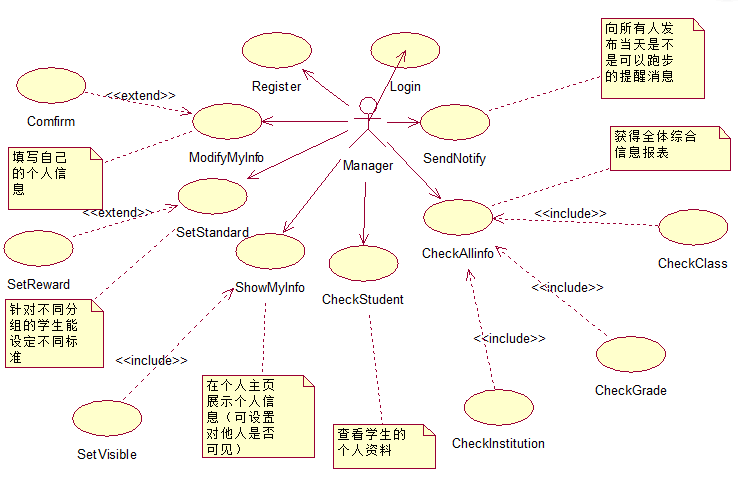 向所有人发
布当天是不
是可以跑步
的提醒消息
Register
Login
<<extend>>
Comfirm
获得全体综合
信息报表
ModifyMyInfo
SendNotify
填写自己
的个人信
息
Manager
<<extend>>
<<include>>
SetStandard
CheckAllinfo
CheckClass
SetReward
ShowMyInfo
CheckStudent
<<include>>
针对不同分
组的学生能
设定不同标
准
<<include>>
<<include>>
在个人主页
展示个人信
息（可设置
对他人是否
可见）
CheckGrade
查看学生的
个人资料
CheckInstitution
SetVisible